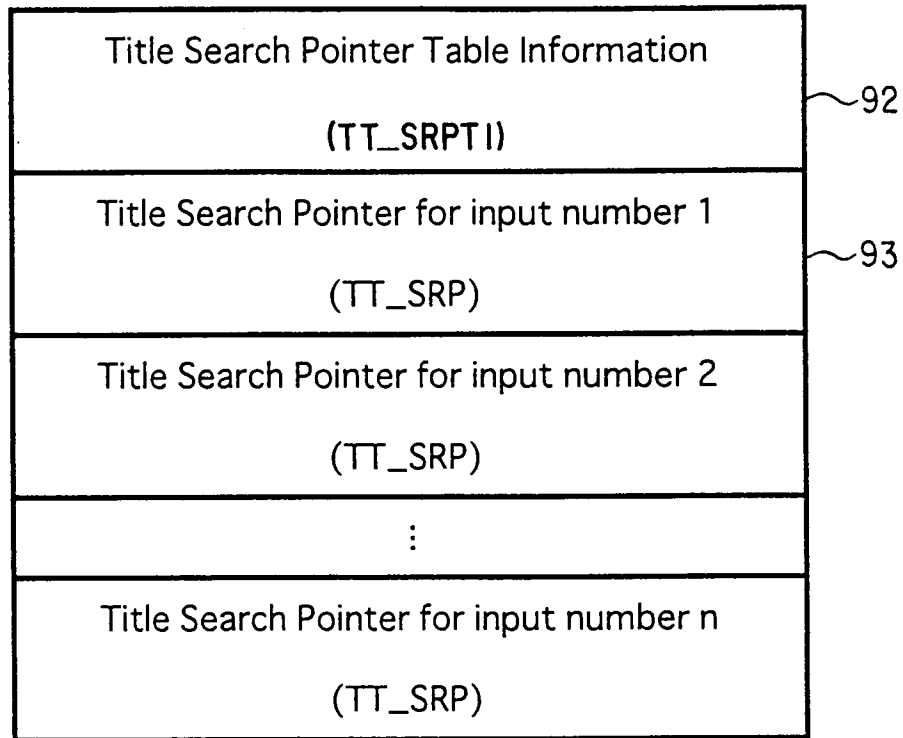 Title Search Pointer Table Information
(TT_SRPTI)
92
Title Search Pointer for input number 1
(TT_SRP)
93
Title Search Pointer for input number 2
(TT_SRP)
⋮
Title Search Pointer for input number n
(TT_SRP)